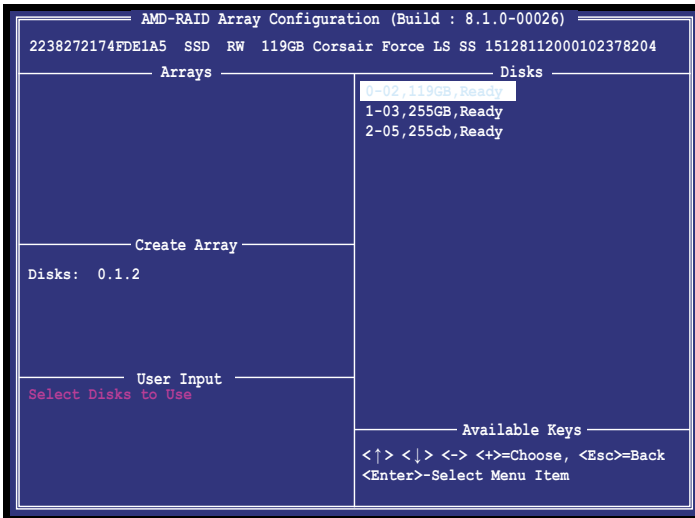 AMD-RAID Array Configuration (Build : 8.1.0-00026)
2238272174FDE1A5 SSD RW 119GB Corsair Force LS SS 15128112000102378204
Arrays
Disks
0-02,119GB,Ready
1-03,255GB,Ready
2-05,255cb,Ready
Create Array
Disks: 0.1.2
User Input
Select Disks to Use
Available Keys
<↑> <↓> <-> <+>=Choose, <Esc>=Back
<Enter>-Select Menu Item